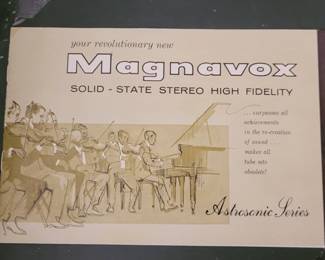 your revolutionary new
Magnavox
SOLID - STATE STEREO HIGH FIDELITY
... surpasses all
achievements
in the re-creation
of sound ...
makes all
tube sets
obsolete!
Astrosonic Series